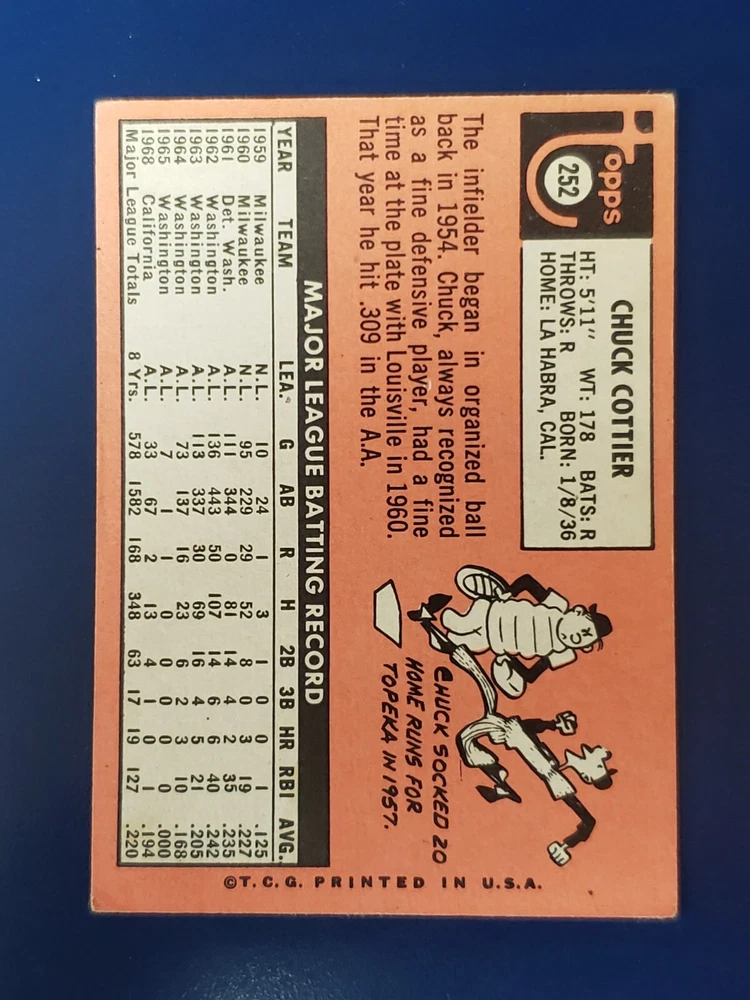 Topps
252
CHUCK COTTIER
HT: 5'11" WT: 178 BATS: R
THROWS: R BORN: 1/8/36
HOME: LA HABRA, CAL.
The infielder began in organized ball
back in 1954. Chuck, always recognized
as a fine defensive player, had a fine
time at the plate with Louisville in 1960.
That year he hit .309 in the A.A.
CHUCK SOCKED 20
HOME RUNS FOR
TOPEKA IN 1957.
MAJOR LEAGUE BATTING RECORD
YEAR TEAM LEA. G AB R H 2B 3B HR RBI AVG.
1959 Milwaukee N.L. 10 24 1 3 1 0 0 1 .125
1960 Milwaukee N.L. 95 229 29 52 8 0 3 19 .227
1961 Det. Wash. A.L. 111 344 0 81 14 4 2 35 .235
1962 Washington A.L. 136 443 50 107 14 6 6 40 .242
1963 Washington A.L. 113 337 30 69 16 4 5 21 .205
1964 Washington A.L. 73 137 16 23 6 2 3 10 .168
1965 Washington A.L. 7 1 1 0 0 0 0 0 .000
1968 California A.L. 33 67 2 13 4 1 0 1 .194
Major League Totals 8 Yrs. 578 1582 168 348 63 17 19 127 .220
©T.C.G. PRINTED IN U.S.A.